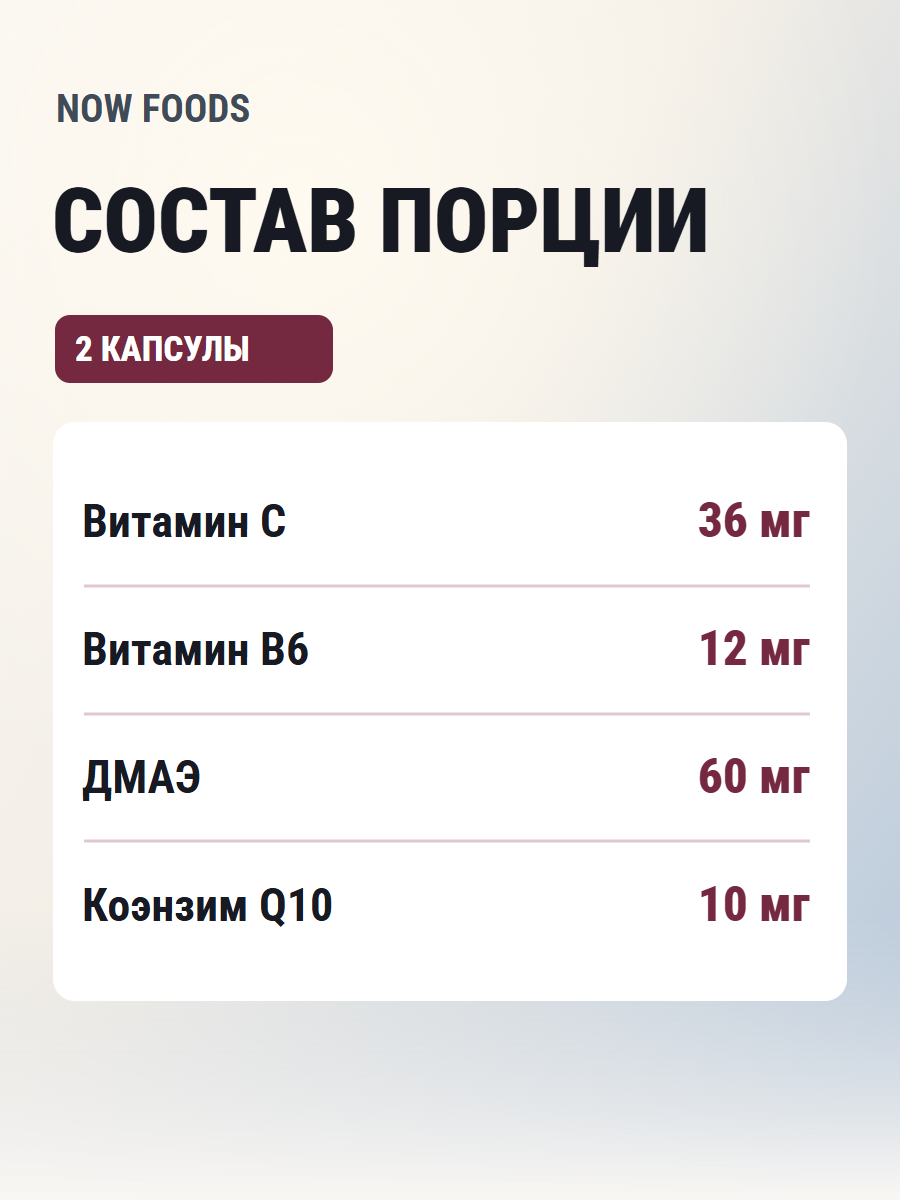 NOW FOODS
СОСТАВ ПОРЦИИ
2 КАПСУЛЫ
Витамин C 36 мг
Витамин B6 12 мг
ДМАЭ 60 мг
Коэнзим Q10 10 мг